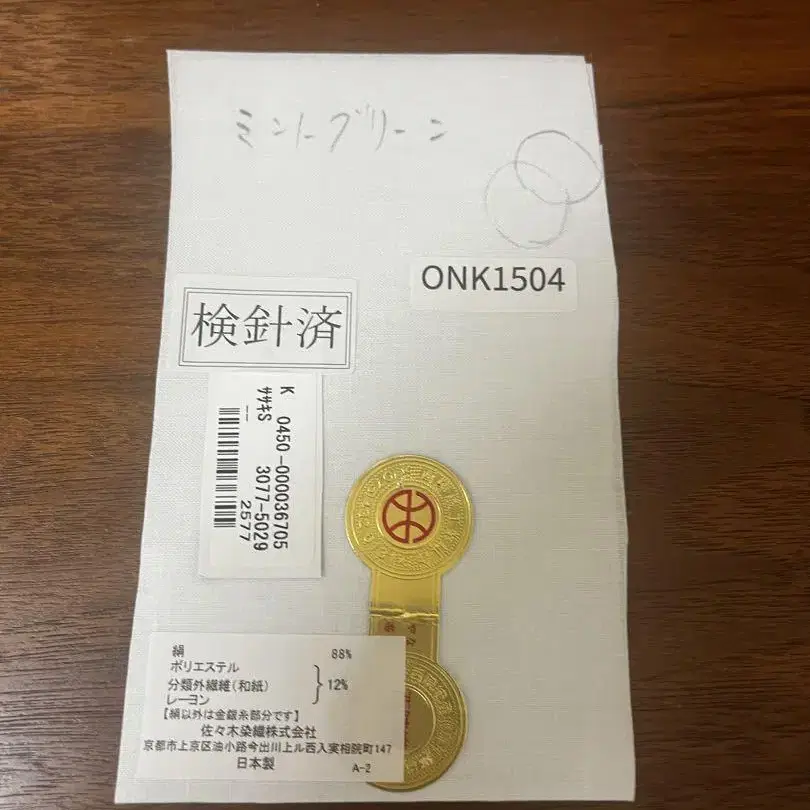 ミントグリーン
ONK1504
検針済
K 0450-000036705
ササキS 3077-5029
-- 2577
絹 88%
ポリエステル
分類外繊維(和紙) 12%
レーヨン
【絹以外は金銀糸部分です】
佐々木染織株式会社
京都市上京区油小路今出川上ル西入実相院町147
日本製 A-2